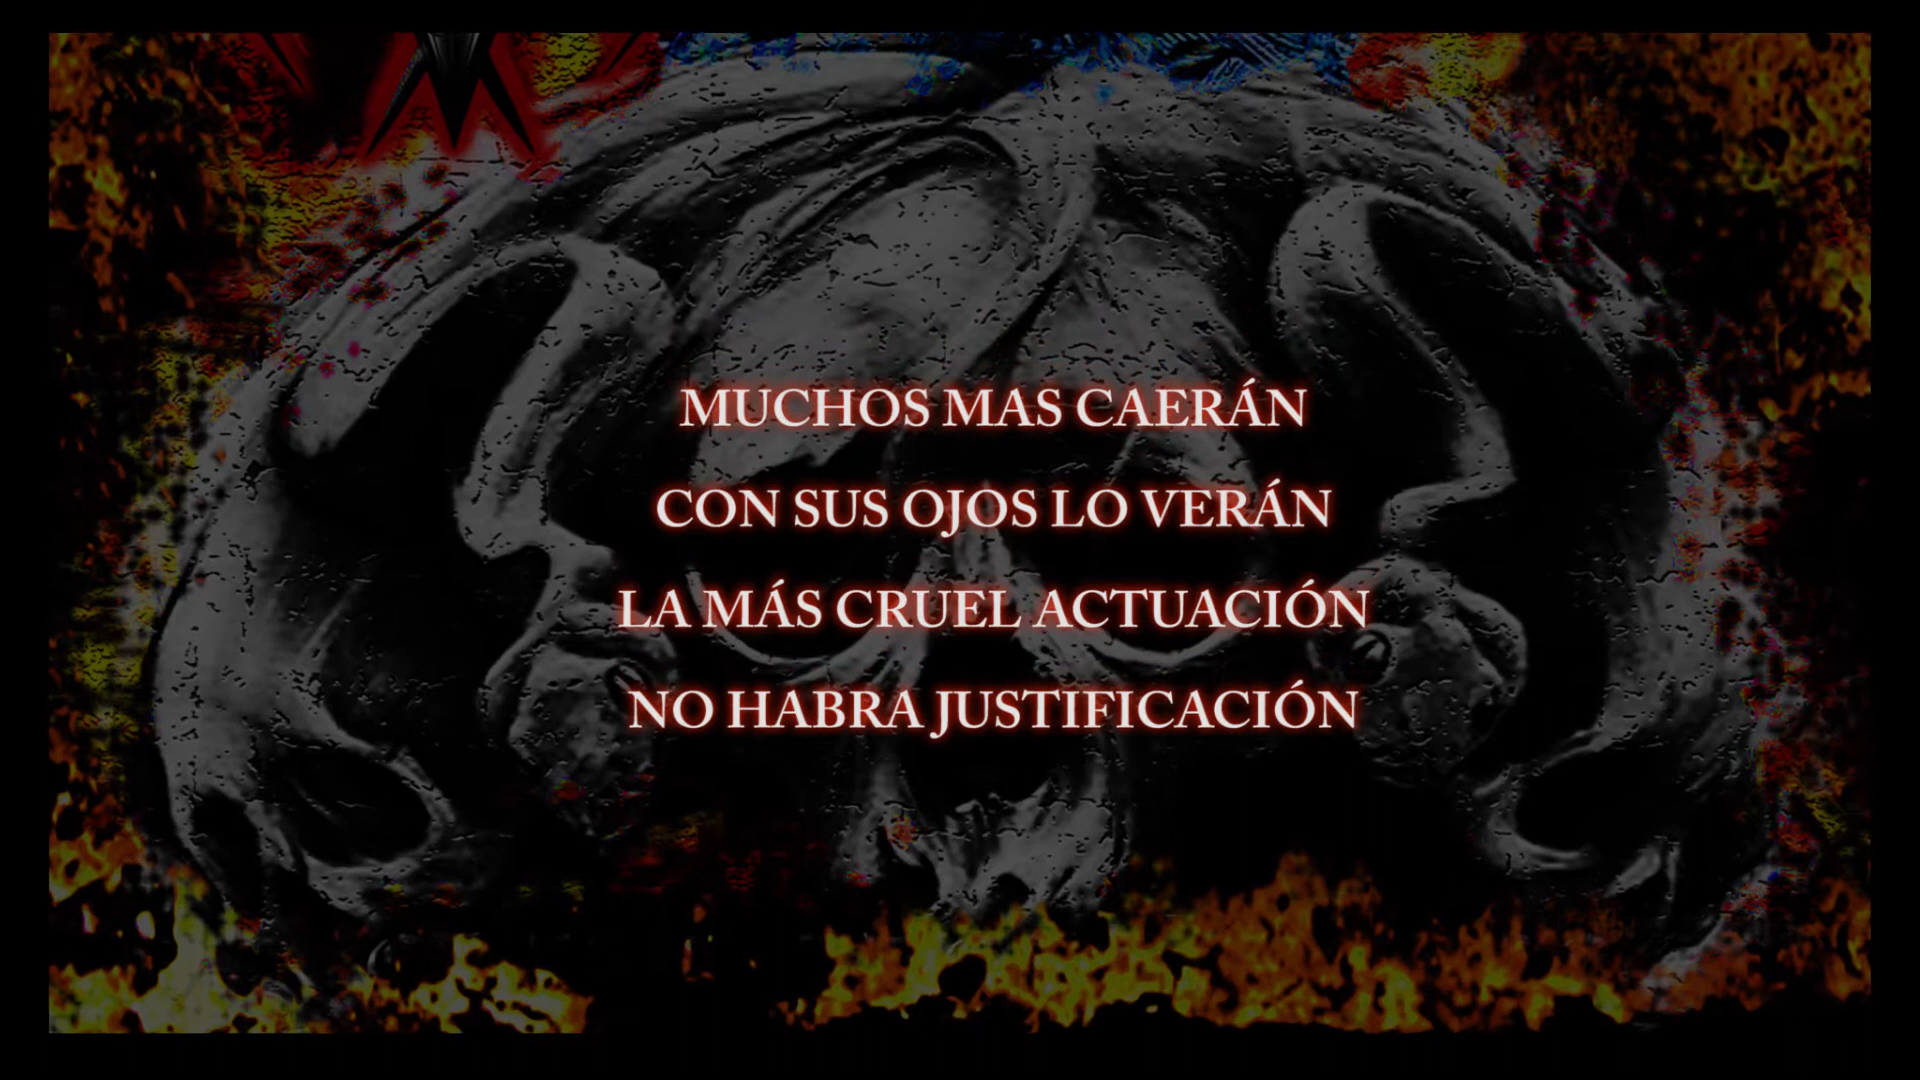 MUCHOS MAS CAERÁN
CON SUS OJOS LO VERÁN
LA MÁS CRUEL ACTUACIÓN
NO HABRA JUSTIFICACIÓN